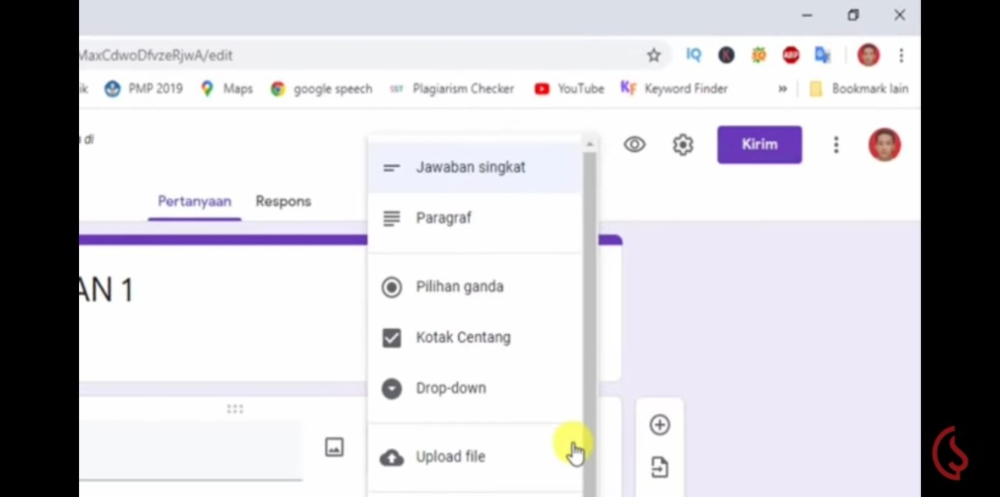 /edit
PMP 2019 Maps google speech Plagiarism Checker YouTube Keyword Finder » Bookmark lain
di
Kirim
Pertanyaan Respons
AN 1
Jawaban singkat
Paragraf
Pilihan ganda
Kotak Centang
Drop-down
Upload file